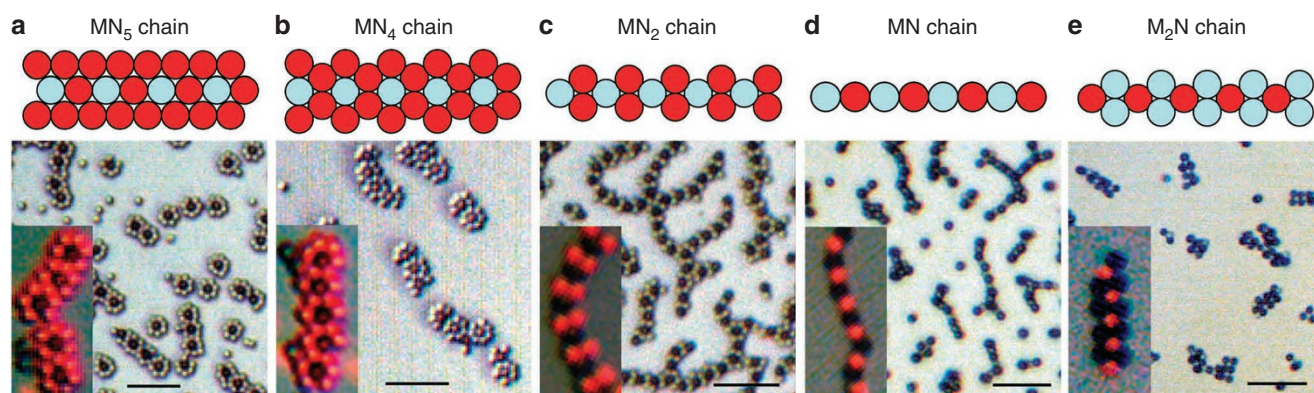 a MN₅ chain
b MN₄ chain
c MN₂ chain
d MN chain
e M₂N chain